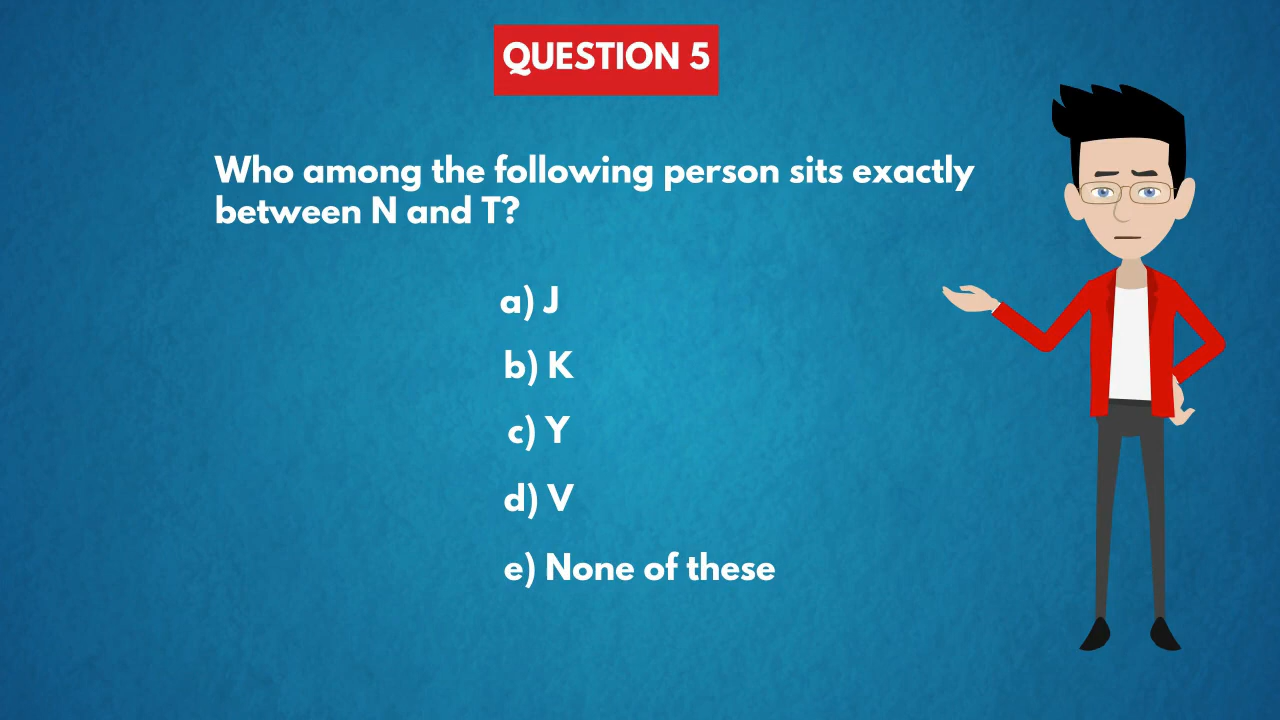 QUESTION 5
Who among the following person sits exactly
between N and T?
a) J
b) K
c) Y
d) V
e) None of these